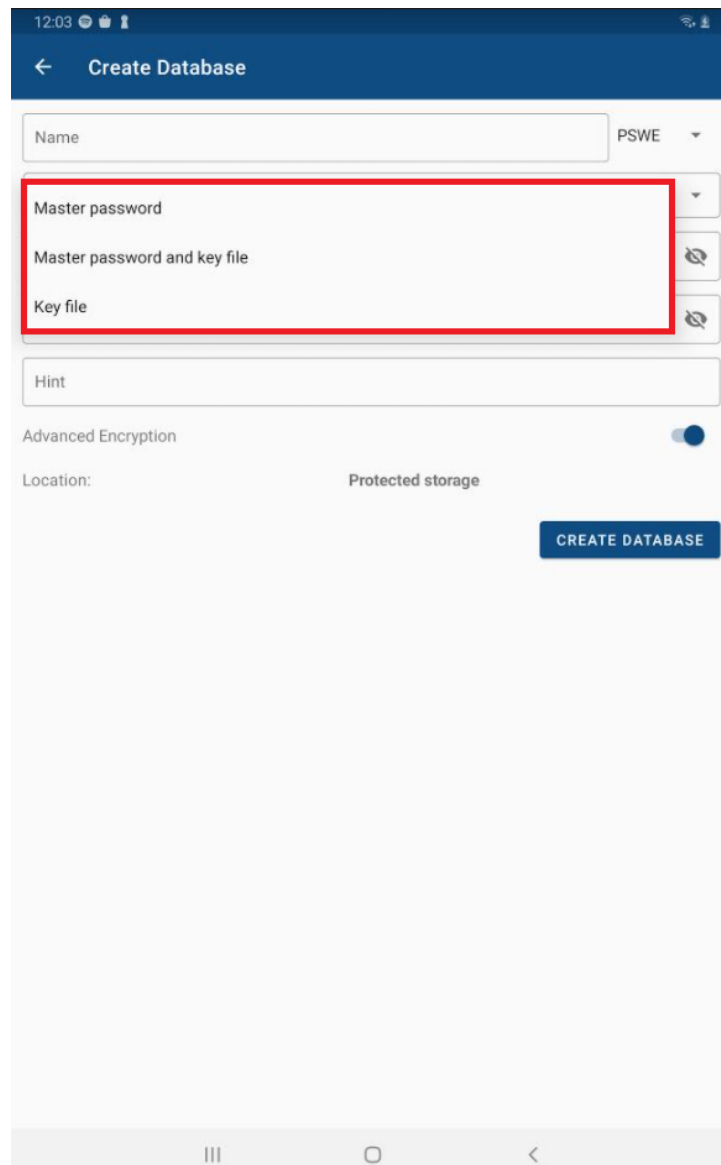 12:03
Create Database
Name PSWE
Master password
Master password and key file
Key file
Hint
Advanced Encryption
Location: Protected storage
CREATE DATABASE